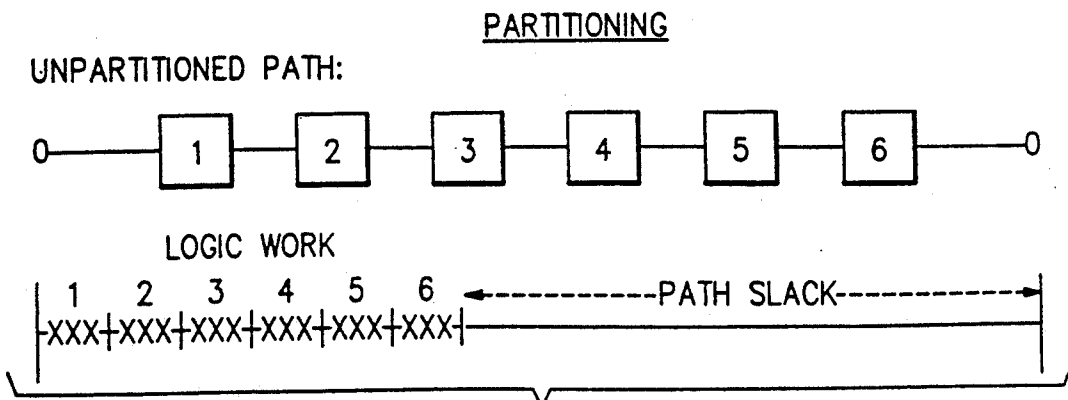 PARTITIONING
UNPARTITIONED PATH:
0 1 2 3 4 5 6 0
LOGIC WORK
1 2 3 4 5 6 PATH SLACK
XXX XXX XXX XXX XXX XXX